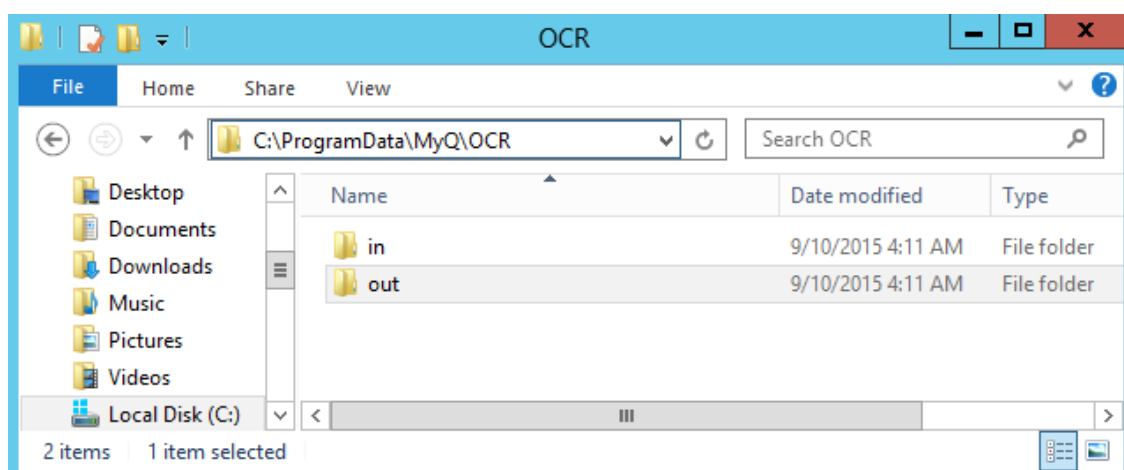 OCR
File Home Share View
C:\ProgramData\MyQ\OCR Search OCR
Desktop
Documents
Downloads
Music
Pictures
Videos
Local Disk (C:)
Name Date modified Type
in 9/10/2015 4:11 AM File folder
out 9/10/2015 4:11 AM File folder
2 items 1 item selected